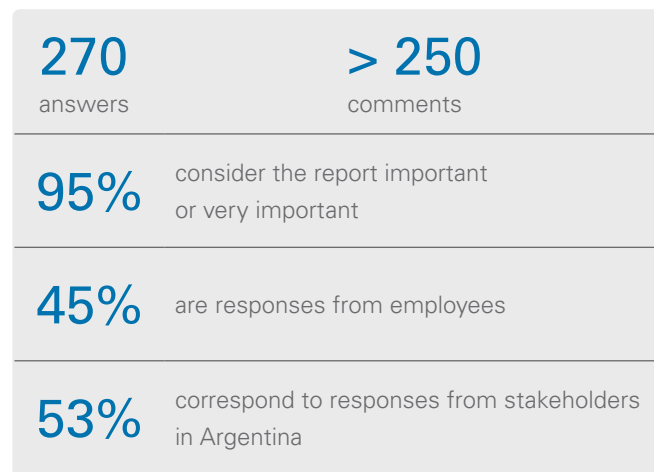 270
answers
> 250
comments
95%
consider the report important
or very important
45%
are responses from employees
53%
correspond to responses from stakeholders
in Argentina